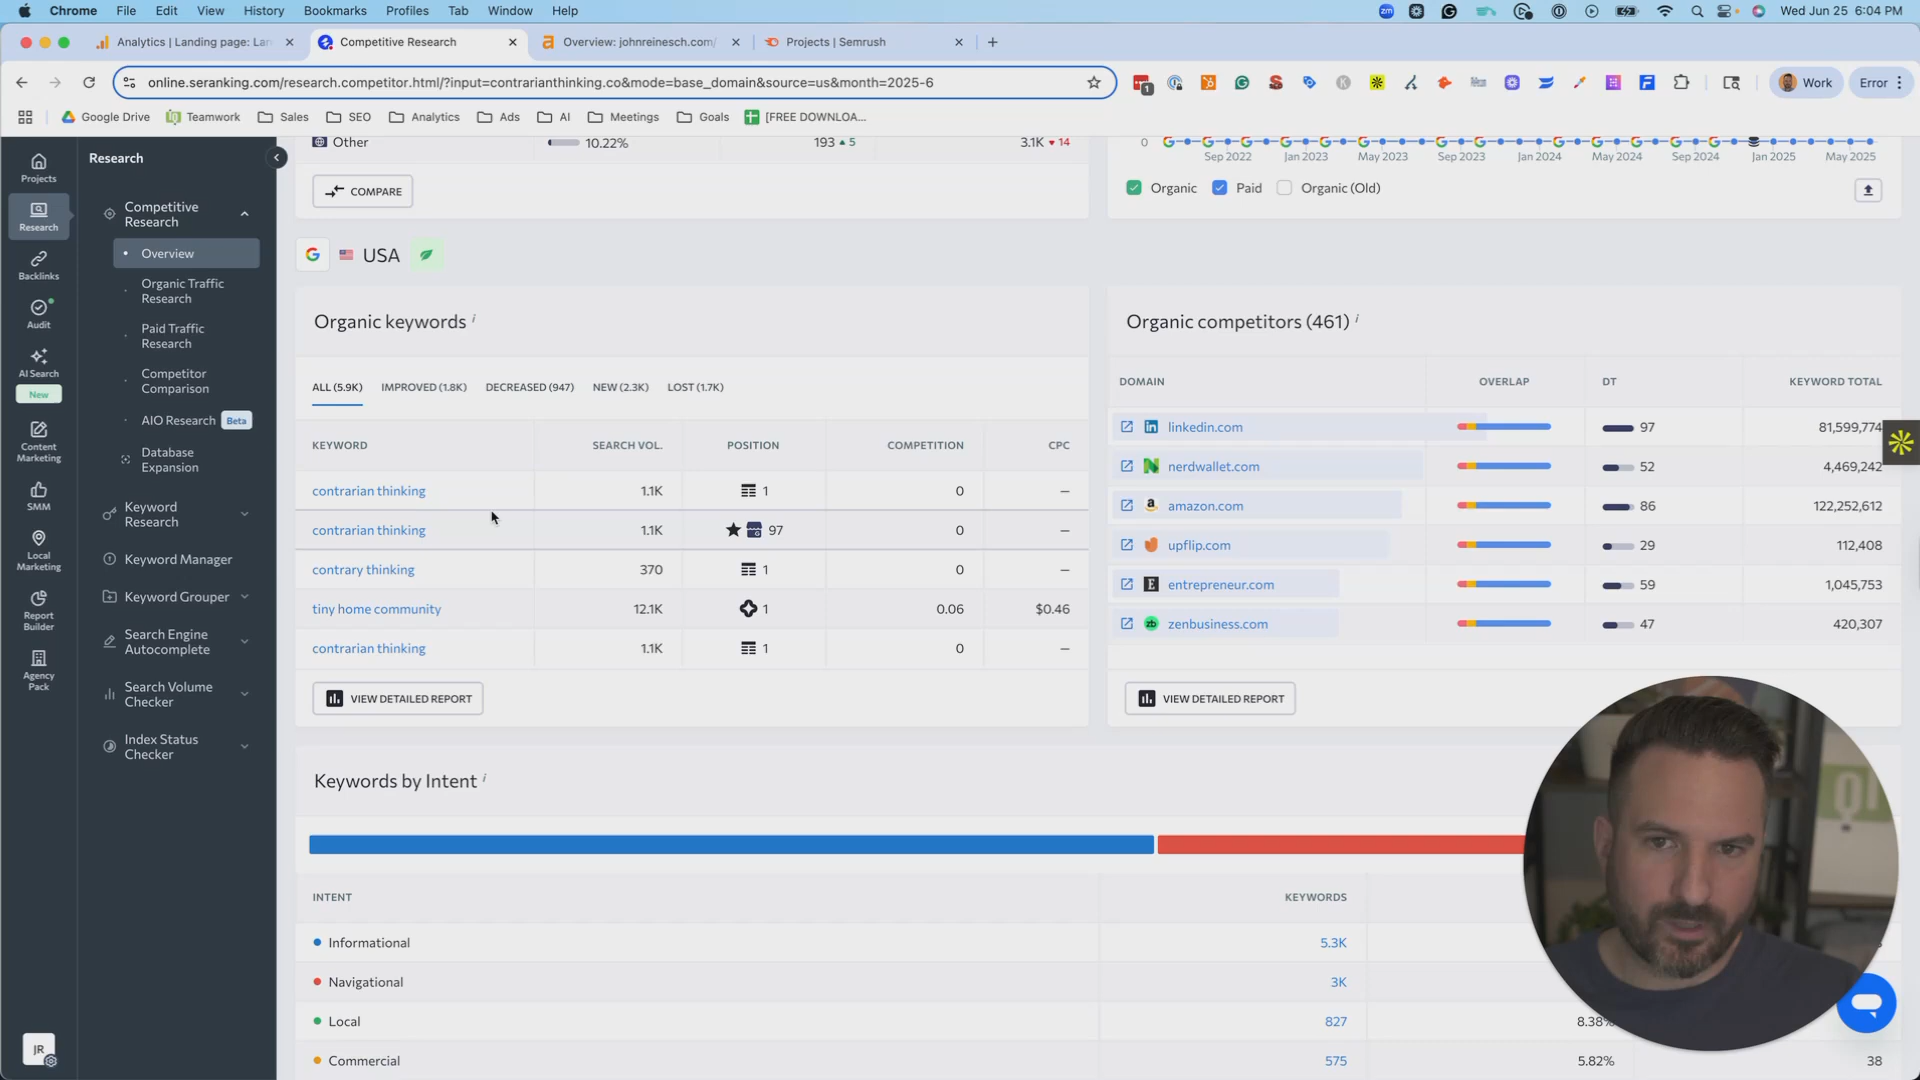 Chrome File Edit View History Bookmarks Profiles Tab Window Help
Wed Jun 25 6:04 PM
Analytics | Landing page: Lan
Competitive Research
Overview: johnreinesch.com/
Projects | Semrush
online.seranking.com/research.competitor.html/?input=contrarianthinking.co&mode=base_domain&source=us&month=2025-6
Work
Error
Google Drive
Teamwork
Sales
SEO
Analytics
Ads
AI
Meetings
Goals
[FREE DOWNLOA...
Projects
Research
Backlinks
Audit
AI Search
New
Content
Marketing
SMM
Local
Marketing
Report
Builder
Agency
Pack
JR
Research
Competitive
Research
Overview
Organic Traffic
Research
Paid Traffic
Research
Competitor
Comparison
AIO Research Beta
Database
Expansion
Keyword
Research
Keyword Manager
Keyword Grouper
Search Engine
Autocomplete
Search Volume
Checker
Index Status
Checker
Other 10.22% 193 ▲ 5 3.1K ▼ 14
COMPARE
0
Sep 2022 Jan 2023 May 2023 Sep 2023 Jan 2024 May 2024 Sep 2024 Jan 2025 May 2025
Organic Paid Organic (Old)
USA
Organic keywords i
ALL (5.9K) IMPROVED (1.8K) DECREASED (947) NEW (2.3K) LOST (1.7K)
KEYWORD SEARCH VOL. POSITION COMPETITION CPC
contrarian thinking 1.1K 1 0 —
contrarian thinking 1.1K 97 0 —
contrary thinking 370 1 0 —
tiny home community 12.1K 1 0.06 $0.46
contrarian thinking 1.1K 1 0 —
VIEW DETAILED REPORT
Organic competitors (461) i
DOMAIN OVERLAP DT KEYWORD TOTAL
linkedin.com 97 81,599,774
nerdwallet.com 52 4,469,242
amazon.com 86 122,252,612
upflip.com 29 112,408
entrepreneur.com 59 1,045,753
zenbusiness.com 47 420,307
VIEW DETAILED REPORT
Keywords by Intent i
INTENT KEYWORDS
Informational 5.3K
Navigational 3K
Local 827 8.38%
Commercial 575 5.82% 38